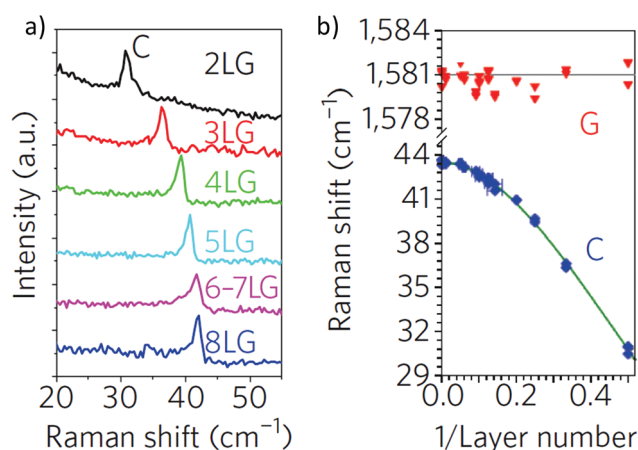 a)
Intensity (a.u.)
C
2LG
3LG
4LG
5LG
6–7LG
8LG
20 30 40 50
Raman shift (cm⁻¹)
b)
Raman shift (cm⁻¹)
1,584
1,581
1,578
44
41
38
35
32
29
G
C
0.0 0.2 0.4
1/Layer number